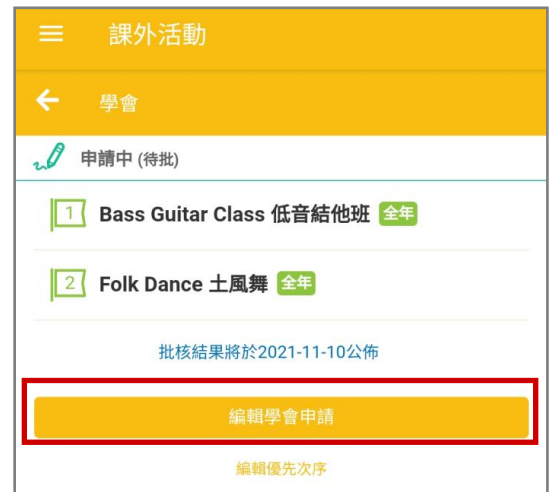 課外活動
學會
申請中 (待批)
1 Bass Guitar Class 低音結他班 全年
2 Folk Dance 土風舞 全年
批核結果將於2021-11-10公佈
編輯學會申請
編輯優先次序